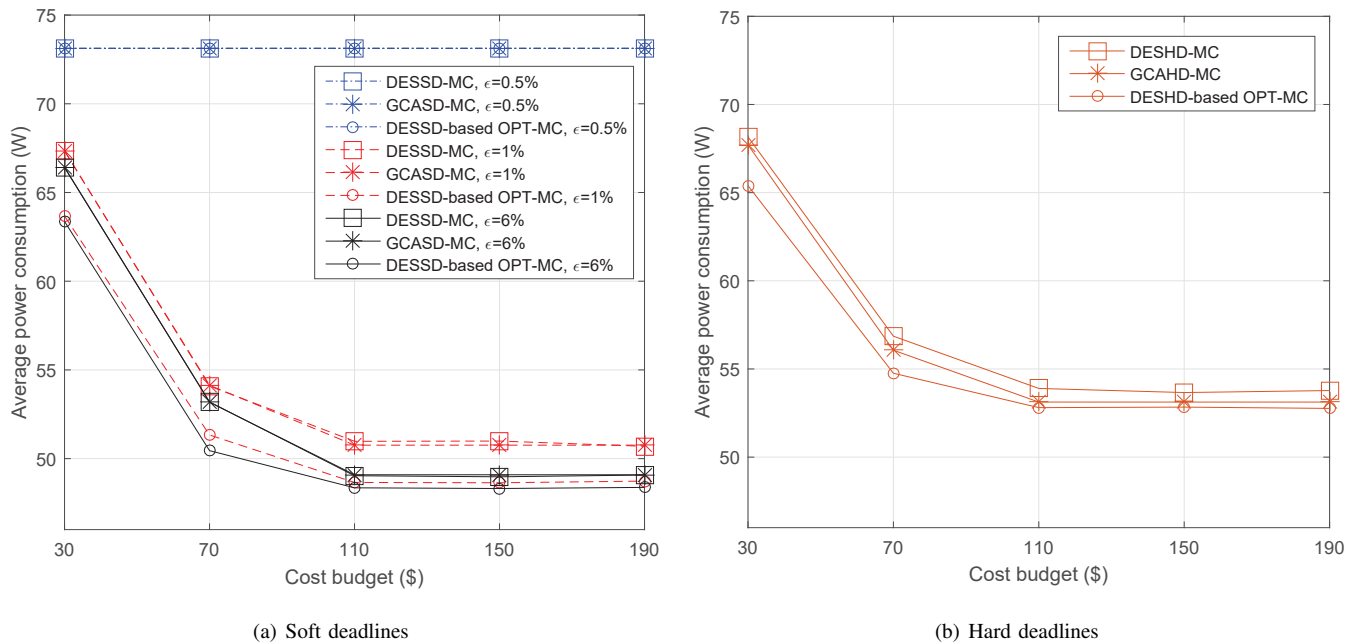 75
70
65
60
55
50
Average power consumption (W)
30 70 110 150 190
Cost budget ($)
DESSD-MC, ϵ=0.5%
GCASD-MC, ϵ=0.5%
DESSD-based OPT-MC, ϵ=0.5%
DESSD-MC, ϵ=1%
GCASD-MC, ϵ=1%
DESSD-based OPT-MC, ϵ=1%
DESSD-MC, ϵ=6%
GCASD-MC, ϵ=6%
DESSD-based OPT-MC, ϵ=6%
(a) Soft deadlines
75
70
65
60
55
50
Average power consumption (W)
30 70 110 150 190
Cost budget ($)
DESHD-MC
GCAHD-MC
DESHD-based OPT-MC
(b) Hard deadlines